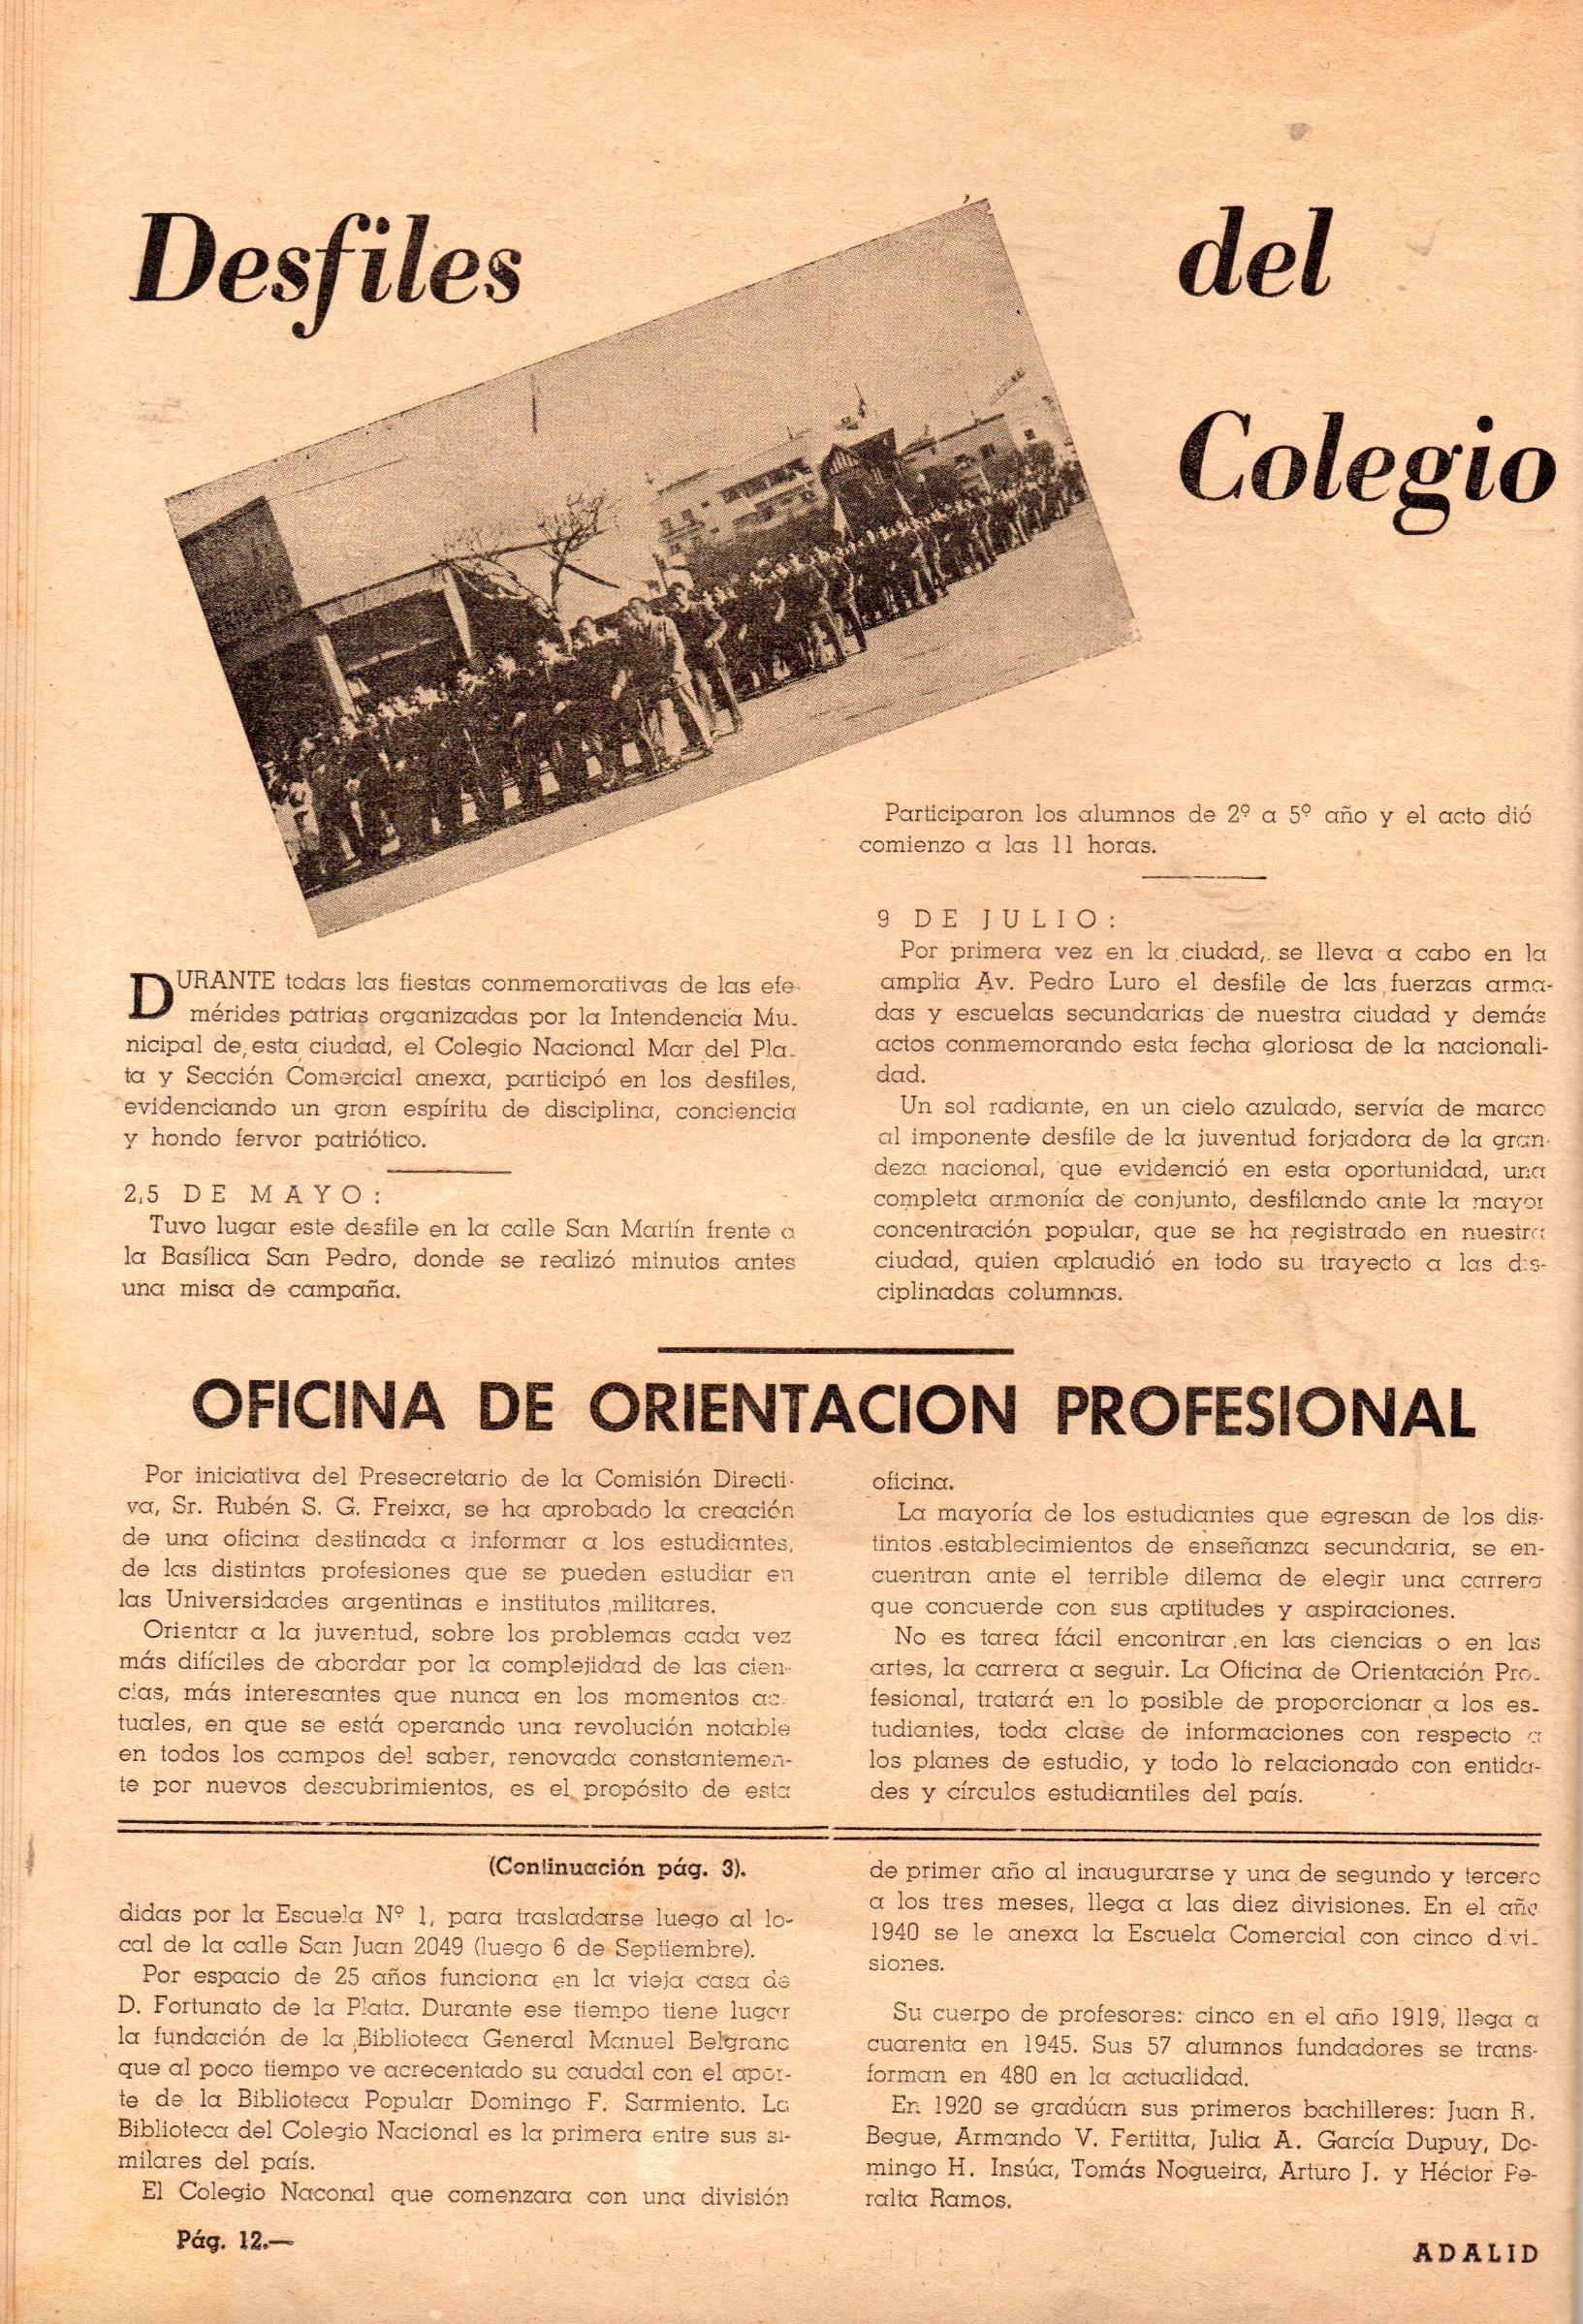 Desfiles del
Colegio
DURANTE todas las fiestas conmemorativas de las efe-
mérides patrias organizadas por la Intendencia Mu-
nicipal de esta ciudad, el Colegio Nacional Mar del Pla-
ta y Sección Comercial anexa, participó en los desfiles,
evidenciando un gran espíritu de disciplina, conciencia
y hondo fervor patriótico.
2,5 DE MAYO:
Tuvo lugar este desfile en la calle San Martín frente a
la Basílica San Pedro, donde se realizó minutos antes
una misa de campaña.
Participaron los alumnos de 2º a 5º año y el acto dió
comienzo a las 11 horas.
9 DE JULIO:
Por primera vez en la ciudad, se lleva a cabo en la
amplia Av. Pedro Luro el desfile de las fuerzas arma-
das y escuelas secundarias de nuestra ciudad y demás
actos conmemorando esta fecha gloriosa de la nacionali-
dad.
Un sol radiante, en un cielo azulado, servía de marco
al imponente desfile de la juventud forjadora de la gran-
deza nacional, que evidenció en esta oportunidad, una
completa armonía de conjunto, desfilando ante la mayor
concentración popular, que se ha registrado en nuestra
ciudad, quien aplaudió en todo su trayecto a las dis-
ciplinadas columnas.
OFICINA DE ORIENTACION PROFESIONAL
Por iniciativa del Presecretario de la Comisión Directi-
va, Sr. Rubén S. G. Freixa, se ha aprobado la creación
de una oficina destinada a informar a los estudiantes,
de las distintas profesiones que se pueden estudiar en
las Universidades argentinas e institutos militares.
Orientar a la juventud, sobre los problemas cada vez
más difíciles de abordar por la complejidad de las cien-
cias, más interesantes que nunca en los momentos ac-
tuales, en que se está operando una revolución notable
en todos los campos del saber, renovada constantemen-
te por nuevos descubrimientos, es el propósito de esta
oficina.
La mayoría de los estudiantes que egresan de los dis-
tintos establecimientos de enseñanza secundaria, se en-
cuentran ante el terrible dilema de elegir una carrera
que concuerde con sus aptitudes y aspiraciones.
No es tarea fácil encontrar en las ciencias o en las
artes, la carrera a seguir. La Oficina de Orientación Pro-
fesional, tratará en lo posible de proporcionar a los es-
tudiantes, toda clase de informaciones con respecto a
los planes de estudio, y todo lo relacionado con entida-
des y círculos estudiantiles del país.
(Continuación pág. 3).
didas por la Escuela Nº 1, para trasladarse luego al lo-
cal de la calle San Juan 2049 (luego 6 de Septiembre).
Por espacio de 25 años funciona en la vieja casa de
D. Fortunato de la Plata. Durante ese tiempo tiene lugar
la fundación de la Biblioteca General Manuel Belgrano
que al poco tiempo ve acrecentado su caudal con el apor-
te de la Biblioteca Popular Domingo F. Sarmiento. La
Biblioteca del Colegio Nacional es la primera entre sus si-
milares del país.
El Colegio Naconal que comenzara con una división
de primer año al inaugurarse y una de segundo y tercero
a los tres meses, llega a las diez divisiones. En el año
1940 se le anexa la Escuela Comercial con cinco divi-
siones.
Su cuerpo de profesores: cinco en el año 1919, llega a
cuarenta en 1945. Sus 57 alumnos fundadores se trans-
forman en 480 en la actualidad.
En 1920 se gradúan sus primeros bachilleres: Juan R.
Begue, Armando V. Fertitta, Julia A. García Dupuy, Do-
mingo H. Insúa, Tomás Nogueira, Arturo J. y Héctor Pe-
ralta Ramos.
Pág. 12.—
ADALID